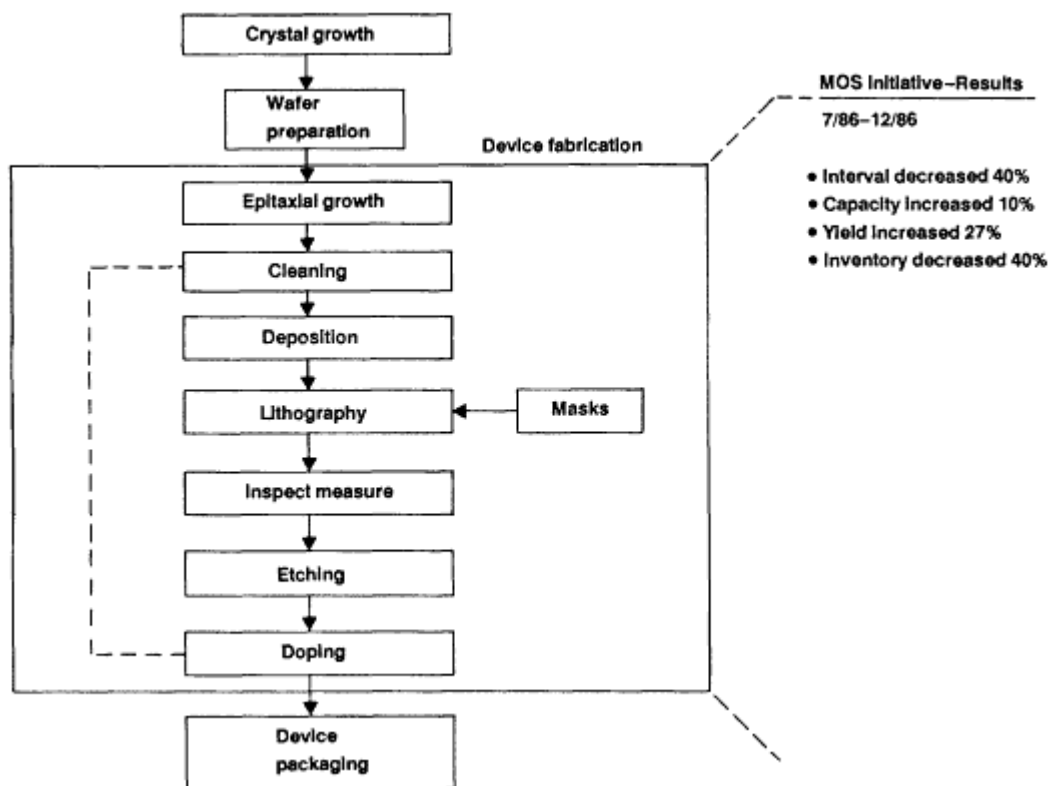 Crystal growth
Wafer
preparation
Device fabrication
Epitaxial growth
Cleaning
Deposition
Lithography
Masks
Inspect measure
Etching
Doping
Device
packaging
MOS Initiative–Results
7/86–12/86
• Interval decreased 40%
• Capacity increased 10%
• Yield increased 27%
• Inventory decreased 40%